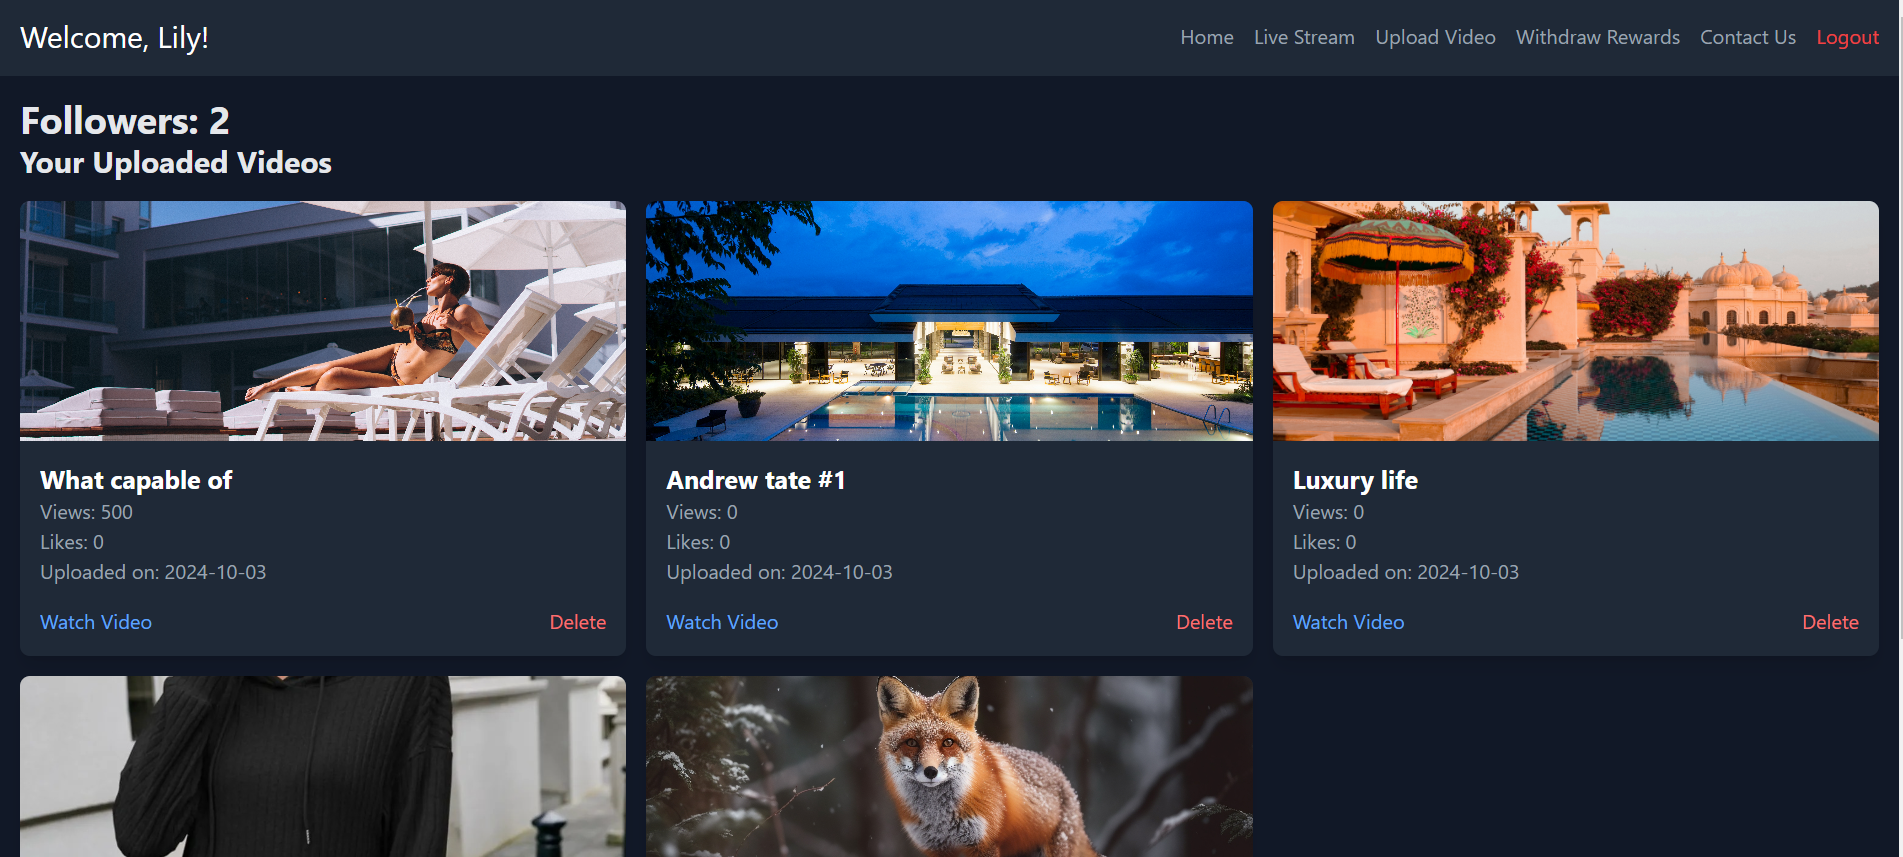 Welcome, Lily!
Home Live Stream Upload Video Withdraw Rewards Contact Us Logout
Followers: 2
Your Uploaded Videos
What capable of
Views: 500
Likes: 0
Uploaded on: 2024-10-03
Watch Video Delete
Andrew tate #1
Views: 0
Likes: 0
Uploaded on: 2024-10-03
Watch Video Delete
Luxury life
Views: 0
Likes: 0
Uploaded on: 2024-10-03
Watch Video Delete